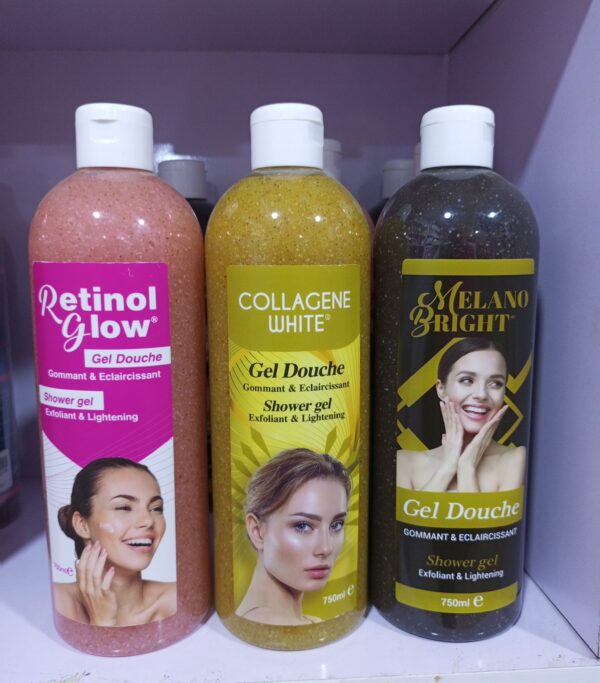 Retinol
Glow®
Gel Douche
Gommant & Eclaircissant
Shower gel
Exfoliant & Lightening
750ml e
COLLAGENE
WHITE®
Gel Douche
Gommant & Eclaircissant
Shower gel
Exfoliant & Lightening
750ml e
MELANO
BRIGHT®
Gel Douche
GOMMANT & ECLAIRCISSANT
Shower gel
Exfoliant & Lightening
750ml e